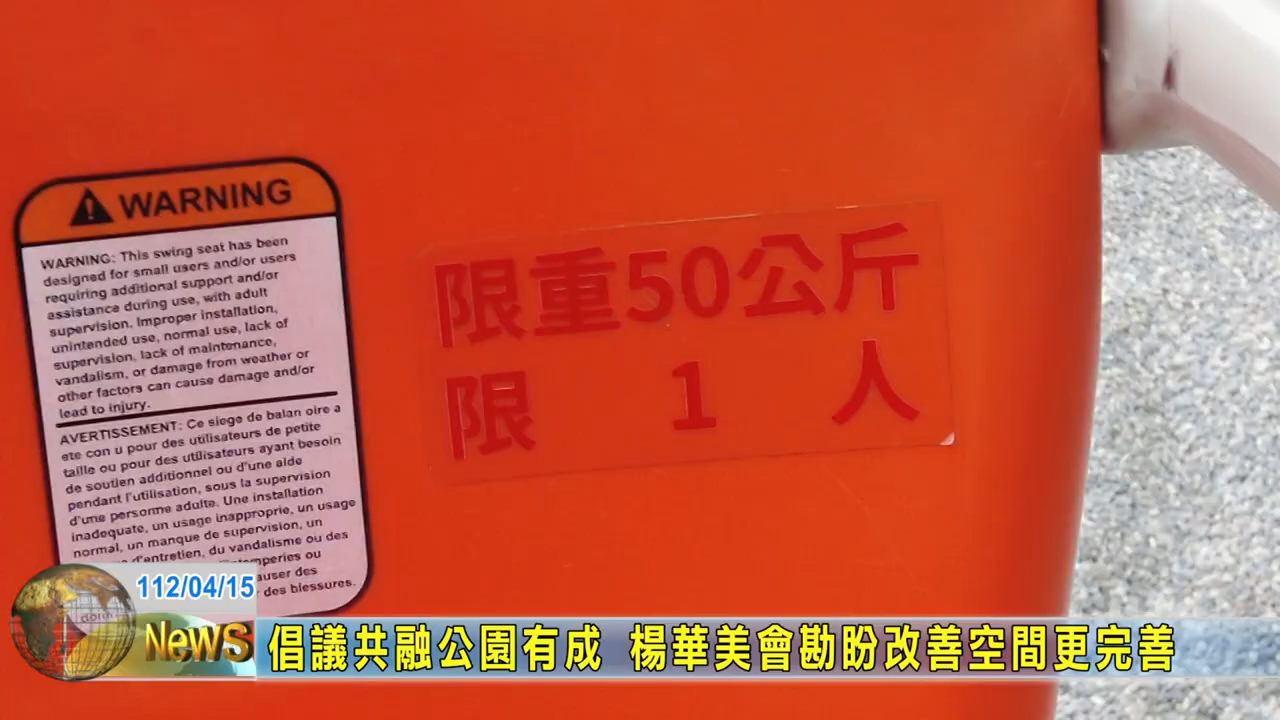 WARNING
WARNING: This swing seat has been
designed for small users and/or users
requiring additional support and/or
assistance during use, with adult
supervision. Improper installation,
unintended use, normal use, lack of
supervision, lack of maintenance,
vandalism, or damage from weather or
other factors can cause damage and/or
lead to injury.
AVERTISSEMENT: Ce siege de balan oire a
ete con u pour des utilisateurs de petite
taille ou pour des utilisateurs ayant besoin
de soutien additionnel ou d'une aide
pendant l'utilisation, sous la supervision
d'une personne adulte. Une installation
inadequate, un usage inapproprie, un usage
normal, un manque de supervision, un
d'entretien, du vandalisme ou des
ou
des
des blessures.
限重50公斤
限 1 人
112/04/15
News
倡議共融公園有成 楊華美會勘盼改善空間更完善